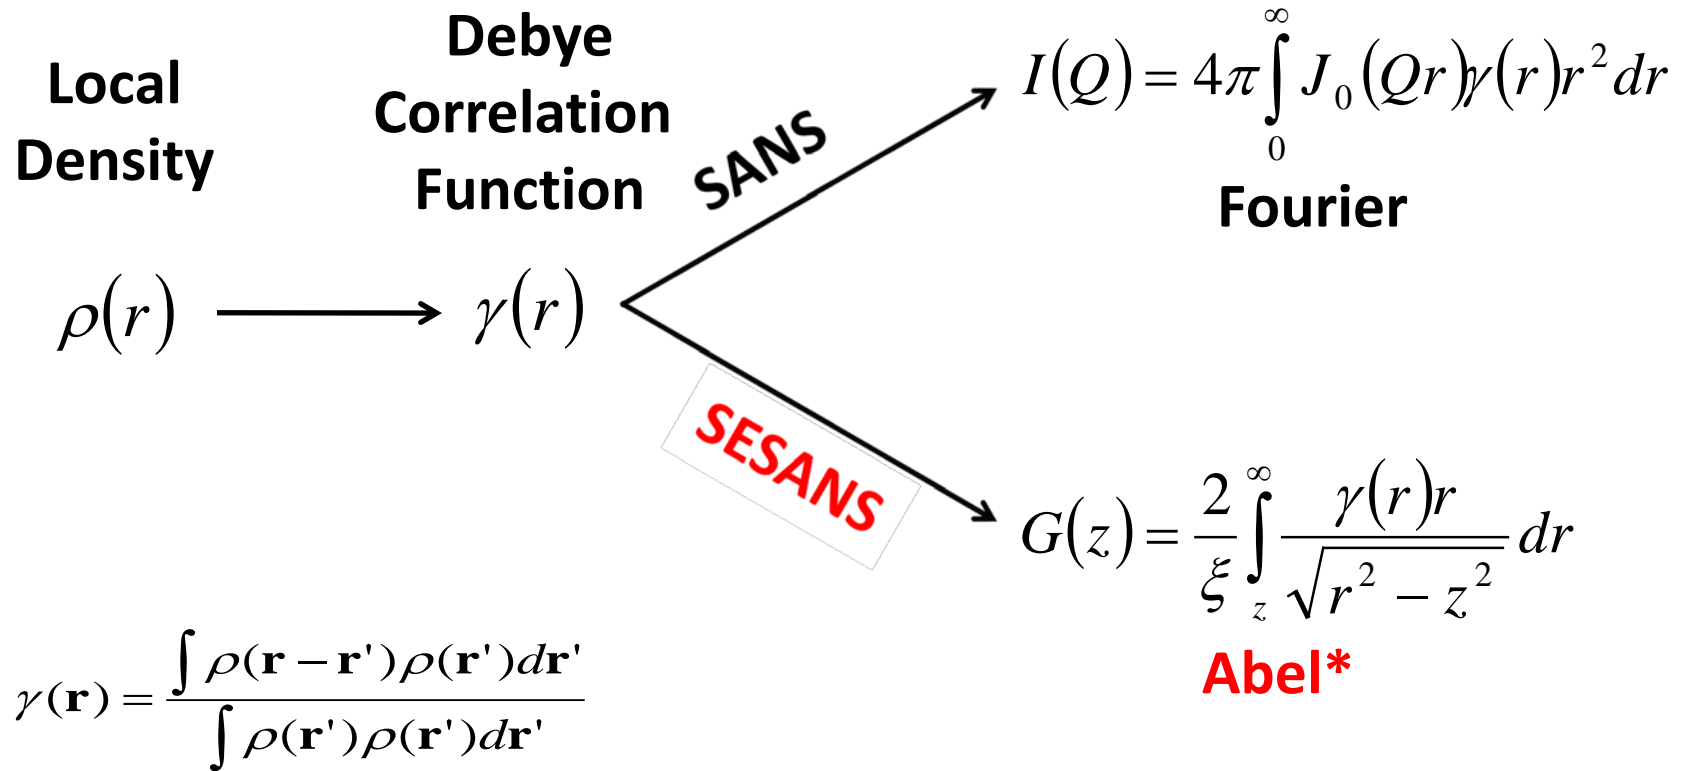 Local
Density
Debye
Correlation
Function
ρ(r)
γ(r)
SANS
I(Q) = 4π∫₀^∞ J₀(Qr)γ(r)r² dr
Fourier
SESANS
G(z) = 2/ξ ∫_z^∞ γ(r)r/√(r² − z²) dr
Abel*
γ(r) = ∫ρ(r − r')ρ(r')dr' / ∫ρ(r')ρ(r')dr'